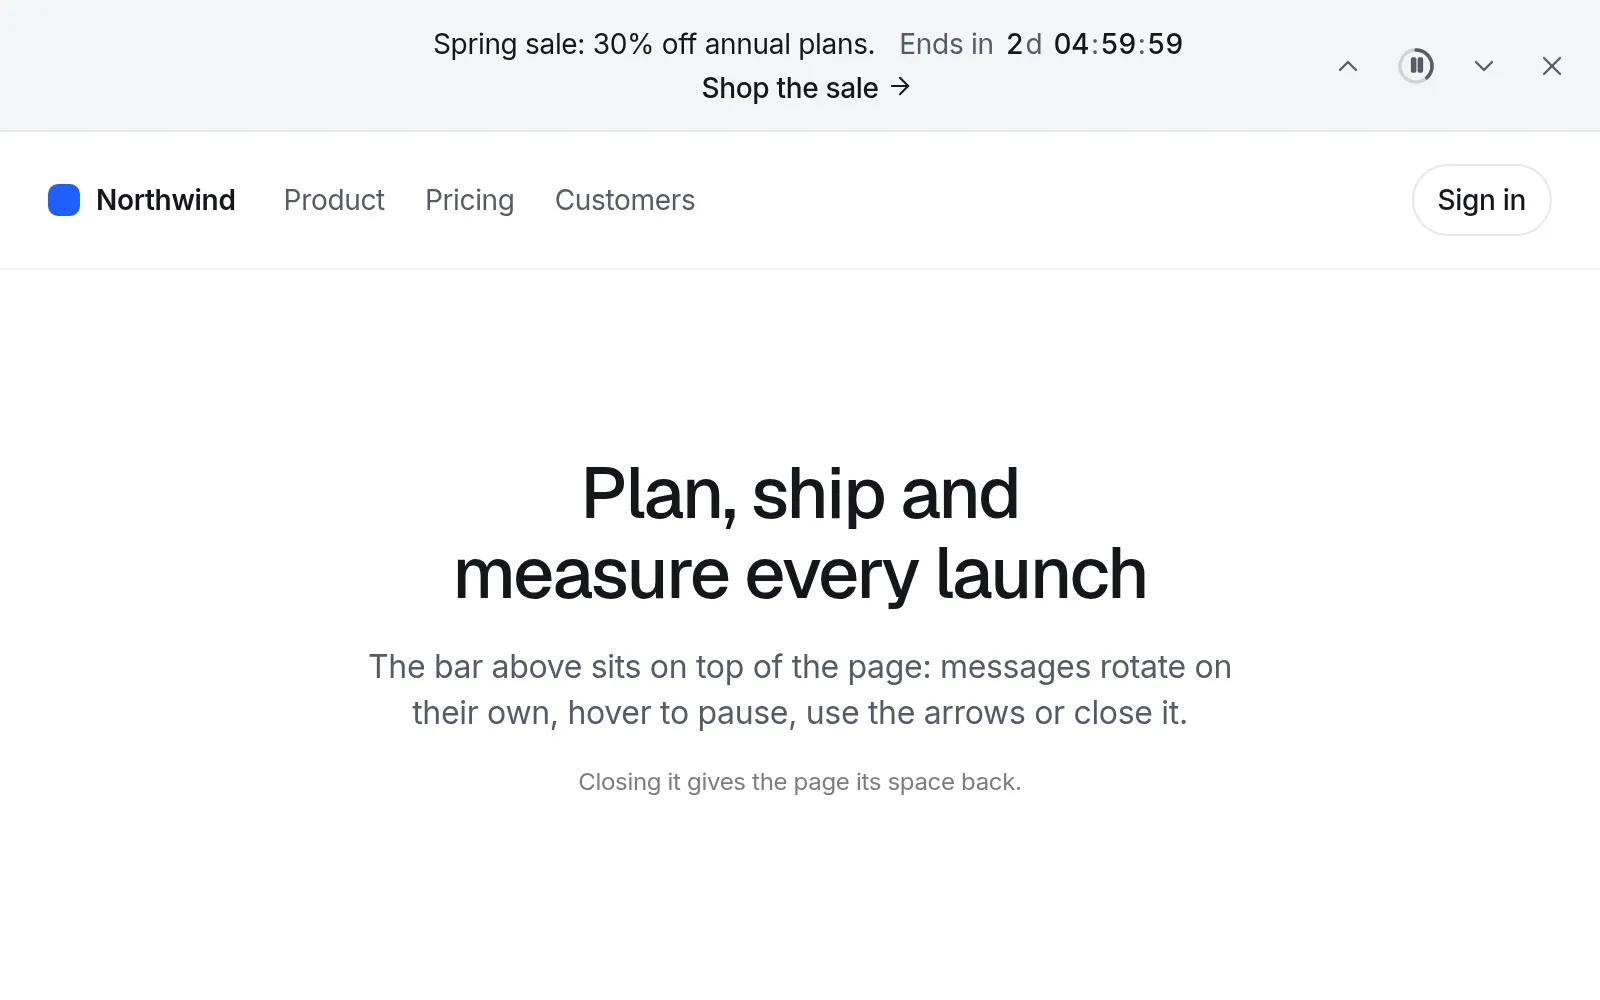 Spring sale: 30% off annual plans. Ends in 2d 04:59:59
Shop the sale →
Northwind Product Pricing Customers Sign in
Plan, ship and
measure every launch
The bar above sits on top of the page: messages rotate on
their own, hover to pause, use the arrows or close it.
Closing it gives the page its space back.